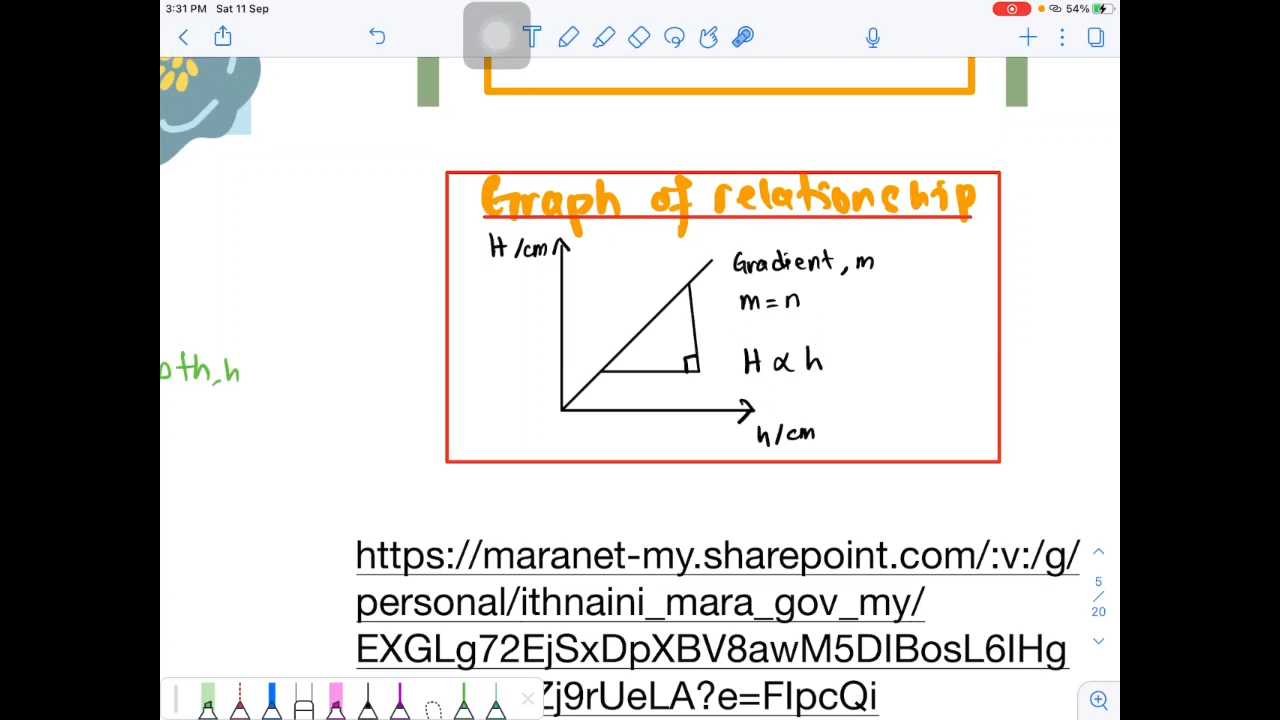 3:31 PM Sat 11 Sep
54%
T
Graph of relationship
H/cm
Gradient, m
m = n
H ∝ h
h/cm
pth, h
https://maranet-my.sharepoint.com/:v:/g/
personal/ithnaini_mara_gov_my/
EXGLg72EjSxDpXBV8awM5DIBosL6IHg
Zj9rUeLA?e=FIpcQi
5
/
20